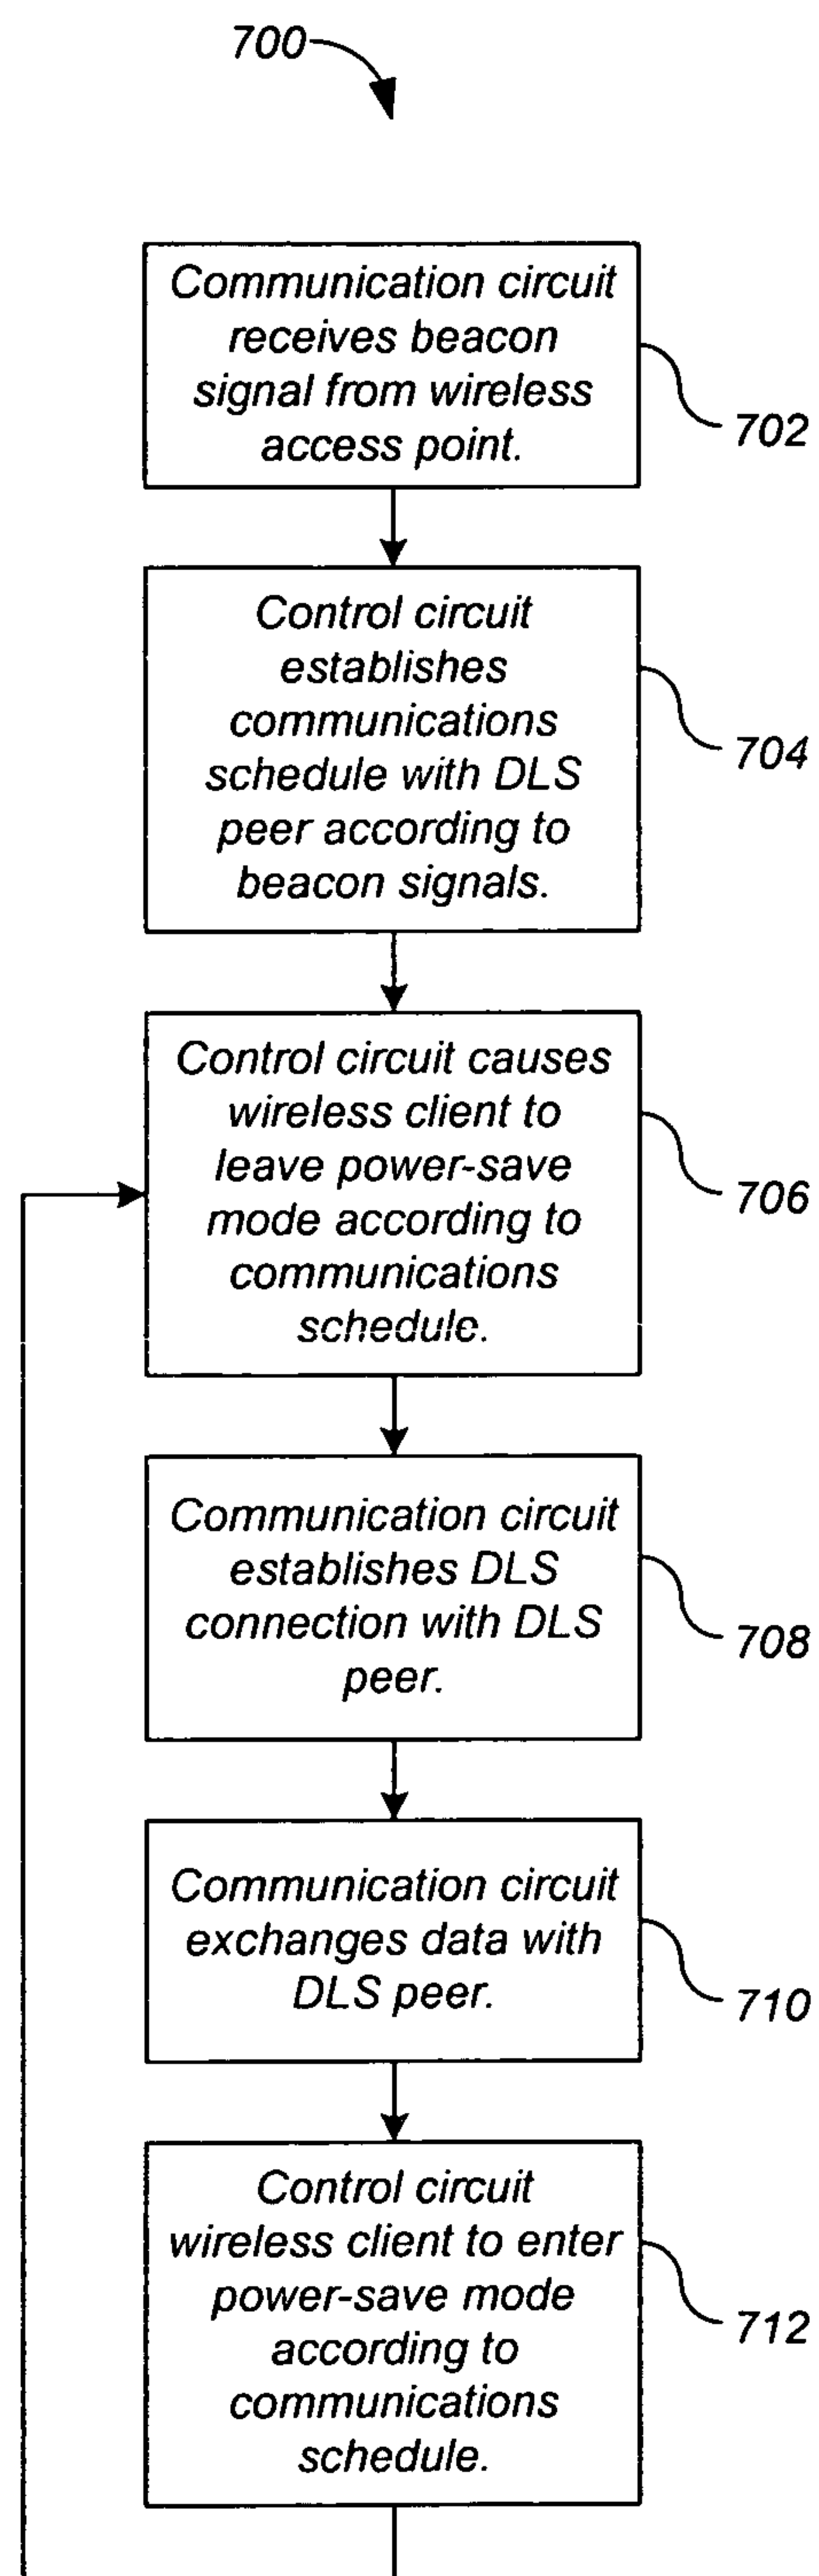 700
Communication circuit
receives beacon
signal from wireless
access point.
702
Control circuit
establishes
communications
schedule with DLS
peer according to
beacon signals.
704
Control circuit causes
wireless client to
leave power-save
mode according to
communications
schedule.
706
Communication circuit
establishes DLS
connection with DLS
peer.
708
Communication circuit
exchanges data with
DLS peer.
710
Control circuit
wireless client to enter
power-save mode
according to
communications
schedule.
712